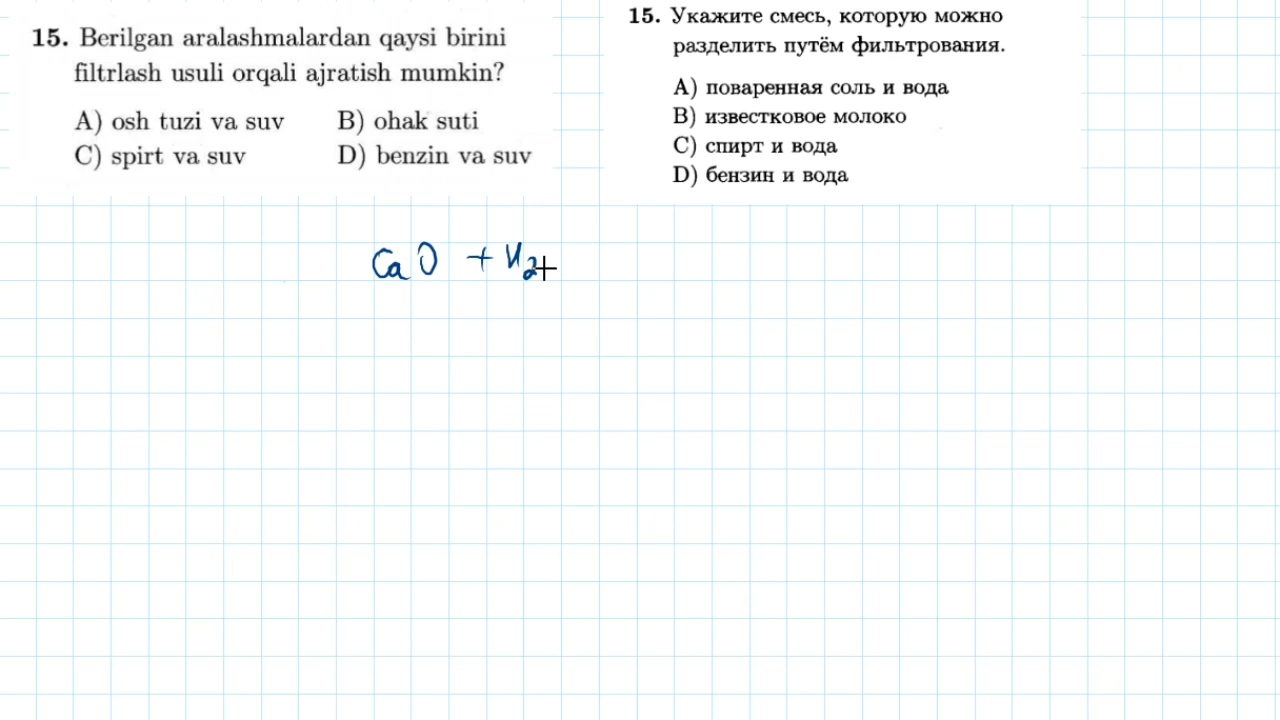 15. Berilgan aralashmalardan qaysi birini
filtrlash usuli orqali ajratish mumkin?
A) osh tuzi va suv B) ohak suti
C) spirt va suv D) benzin va suv
15. Укажите смесь, которую можно
разделить путём фильтрования.
A) поваренная соль и вода
B) известковое молоко
C) спирт и вода
D) бензин и вода
CaO + H2